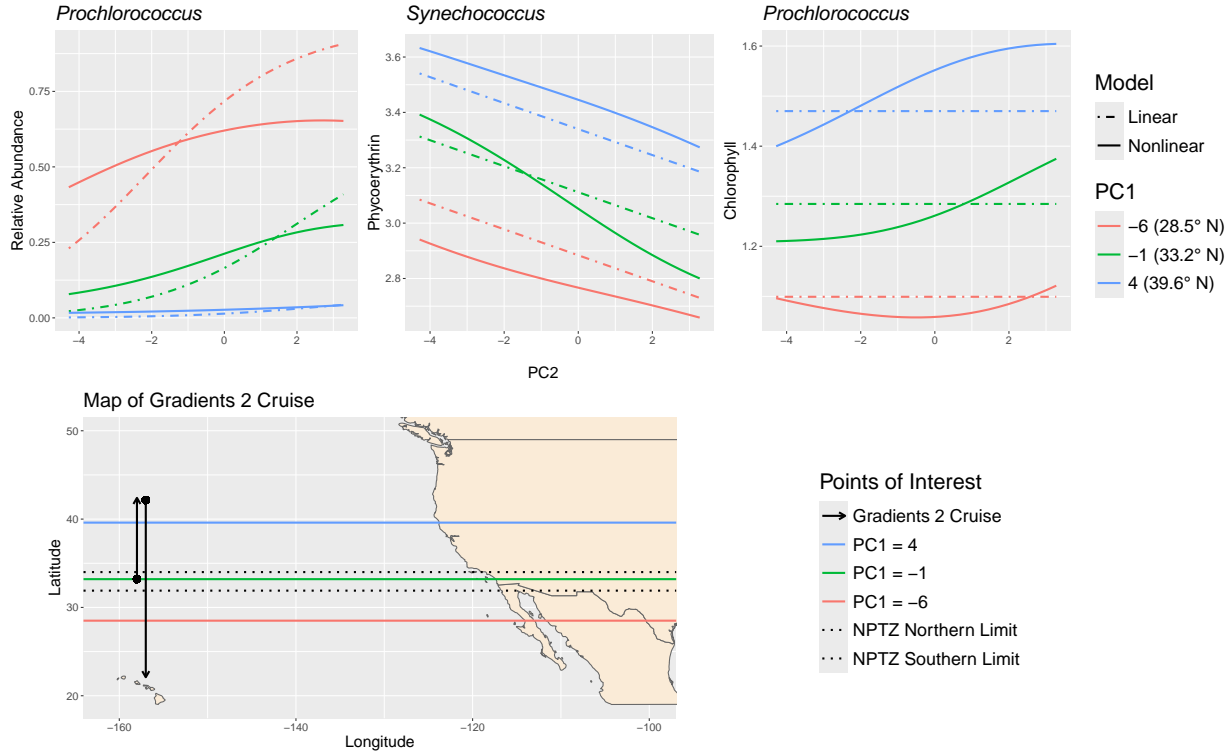 Prochlorococcus
Synechococcus
Prochlorococcus
Relative Abundance
0.75
0.50
0.25
0.00
−4
−2
0
2
Phycoerythrin
3.6
3.4
3.2
3.0
2.8
−4
−2
0
2
Chlorophyll
1.6
1.4
1.2
−4
−2
0
2
PC2
Model
Linear
Nonlinear
PC1
−6 (28.5° N)
−1 (33.2° N)
4 (39.6° N)
Map of Gradients 2 Cruise
Latitude
50
40
30
20
−160
−140
−120
−100
Longitude
Points of Interest
Gradients 2 Cruise
PC1 = 4
PC1 = −1
PC1 = −6
NPTZ Northern Limit
NPTZ Southern Limit